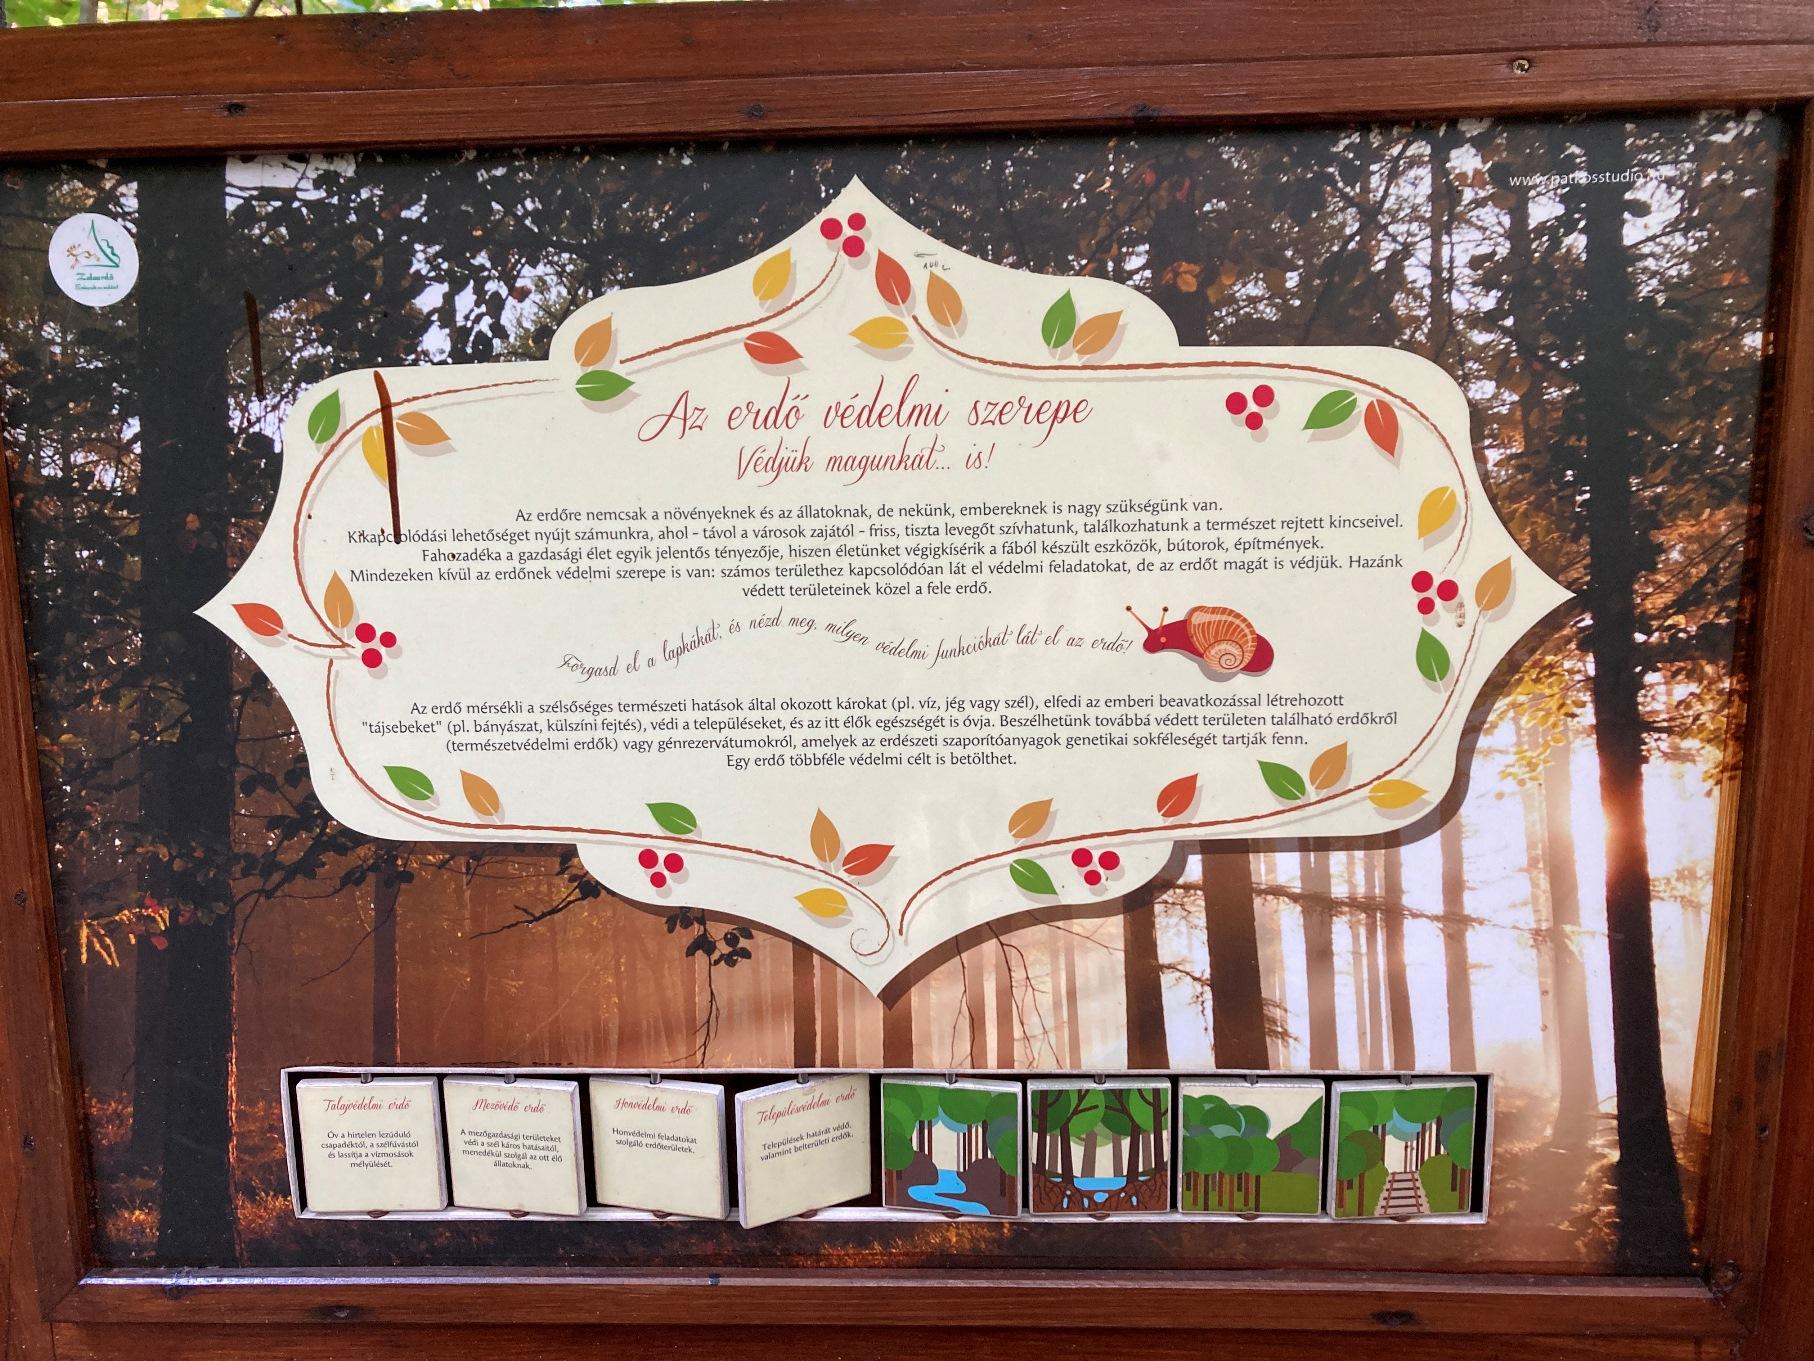 www.patkosstudio.hu
Zalaerdő
Az erdő védelmi szerepe
Védjük magunkat... is!
Az erdőre nemcsak a növényeknek és az állatoknak, de nekünk, embereknek is nagy szükségünk van.
Kikapcsolódási lehetőséget nyújt számunkra, ahol - távol a városok zajától - friss, tiszta levegőt szívhatunk, találkozhatunk a természet rejtett kincseivel.
Fahozadéka a gazdasági élet egyik jelentős tényezője, hiszen életünket végigkísérik a fából készült eszközök, bútorok, építmények.
Mindezeken kívül az erdőnek védelmi szerepe is van: számos területhez kapcsolódóan lát el védelmi feladatokat, de az erdőt magát is védjük. Hazánk
védett területeinek közel a fele erdő.
Forgasd el a lapkákat, és nézd meg, milyen védelmi funkciókat lát el az erdő!
Az erdő mérsékli a szélsőséges természeti hatások által okozott károkat (pl. víz, jég vagy szél), elfedi az emberi beavatkozással létrehozott
"tájsebeket" (pl. bányászat, külszíni fejtés), védi a településeket, és az itt élők egészségét is óvja. Beszélhetünk továbbá védett területen található erdőkről
(természetvédelmi erdők) vagy génrezervátumokról, amelyek az erdészeti szaporítóanyagok genetikai sokféleségét tartják fenn.
Egy erdő többféle védelmi célt is betölthet.
Talajvédelmi erdő
Óv a hirtelen lezúduló
csapadéktól, a szélfúvástól
és lassítja a vízmosások
mélyülését.
Mezővédő erdő
A mezőgazdasági területeket
védi a szél káros hatásaitól,
menedékül szolgál az ott élő
állatoknak.
Honvédelmi erdő
Honvédelmi feladatokat
szolgáló erdőterületek.
Településvédelmi erdő
Települések határát védő,
valamint belterületi erdők.